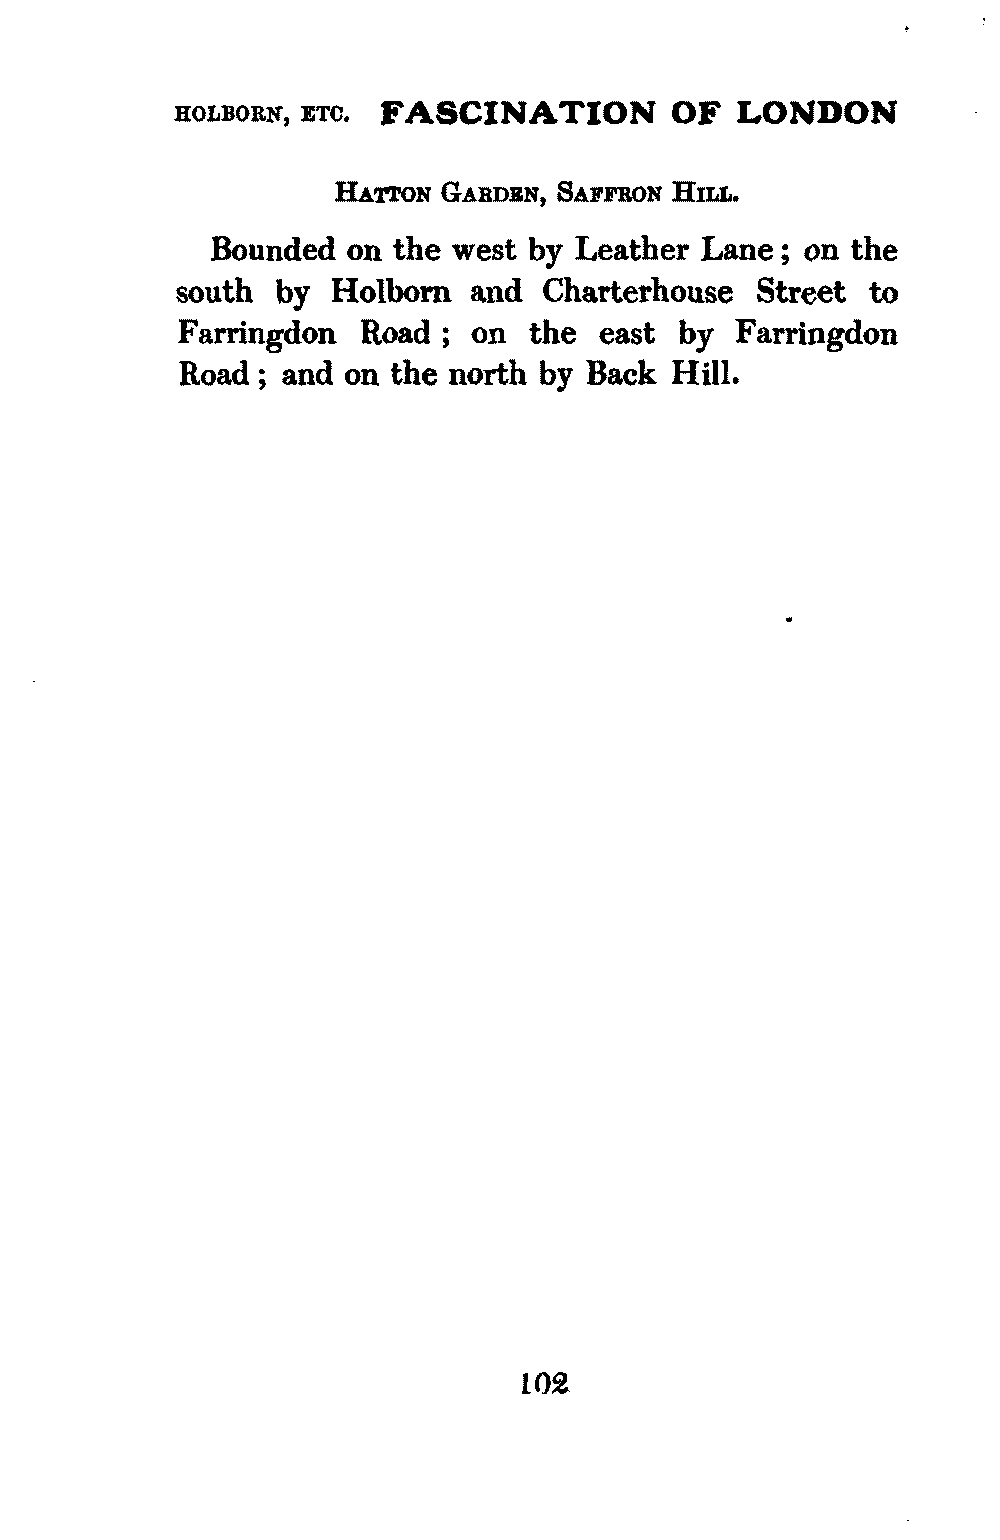 HOLBORN, ETC. FASCINATION OF LONDON
HATTON GARDEN, SAFFRON HILL.
Bounded on the west by Leather Lane; on the
south by Holborn and Charterhouse Street to
Farringdon Road; on the east by Farringdon
Road; and on the north by Back Hill.
102